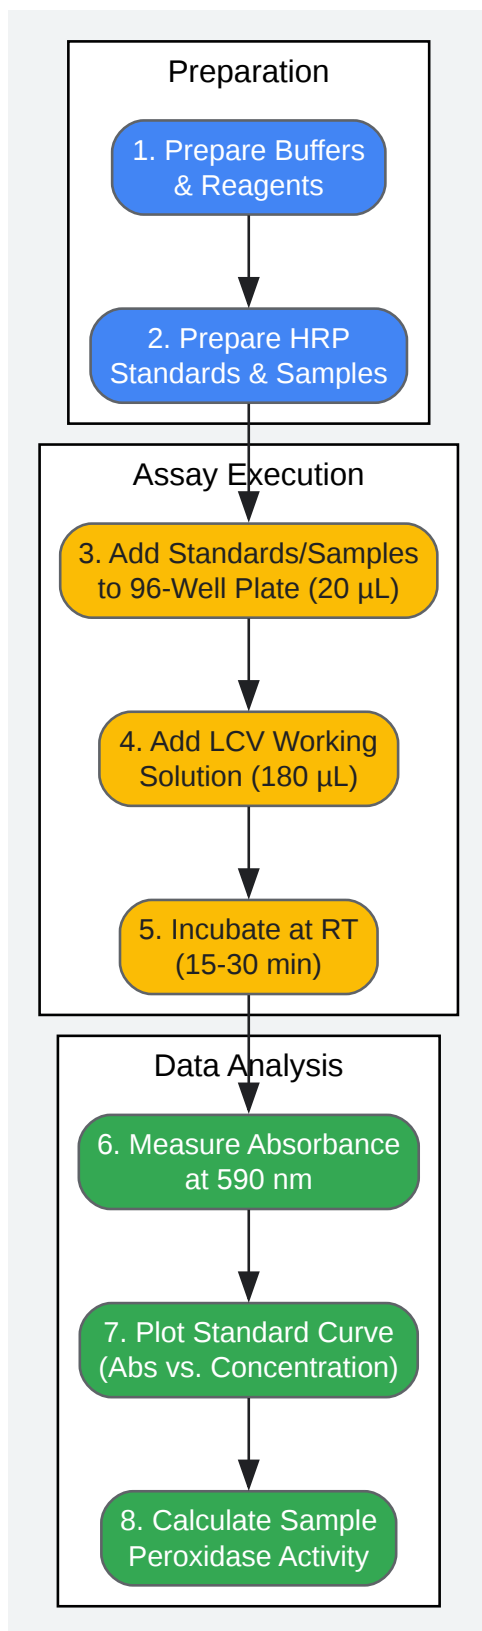 Preparation
1. Prepare Buffers
& Reagents
2. Prepare HRP
Standards & Samples
Assay Execution
3. Add Standards/Samples
to 96-Well Plate (20 µL)
4. Add LCV Working
Solution (180 µL)
5. Incubate at RT
(15-30 min)
Data Analysis
6. Measure Absorbance
at 590 nm
7. Plot Standard Curve
(Abs vs. Concentration)
8. Calculate Sample
Peroxidase Activity